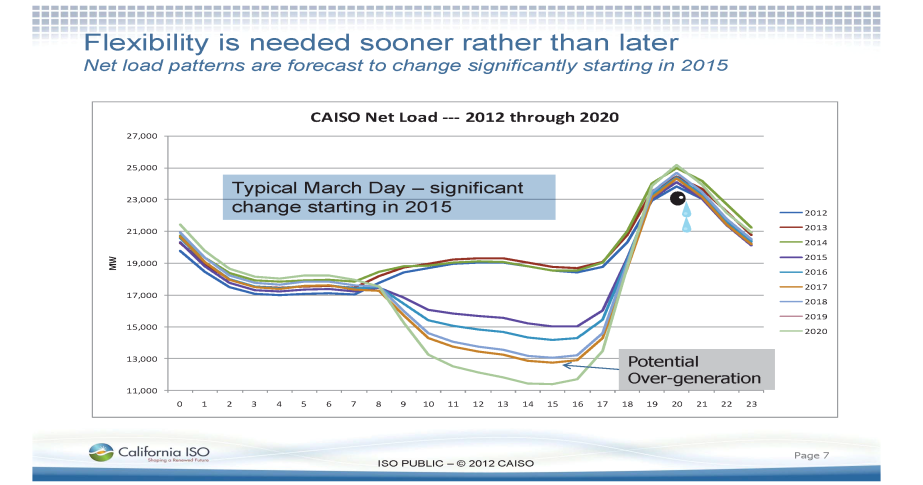 Flexibility is needed sooner rather than later
Net load patterns are forecast to change significantly starting in 2015
CAISO Net Load --- 2012 through 2020
27,000
25,000
23,000
21,000
19,000
17,000
15,000
13,000
11,000
MW
Typical March Day – significant
change starting in 2015
2012
2013
2014
2015
2016
2017
2018
2019
2020
Potential
Over-generation
0 1 2 3 4 5 6 7 8 9 10 11 12 13 14 15 16 17 18 19 20 21 22 23
California ISO
Shaping a Renewed Future
ISO PUBLIC – © 2012 CAISO
Page 7